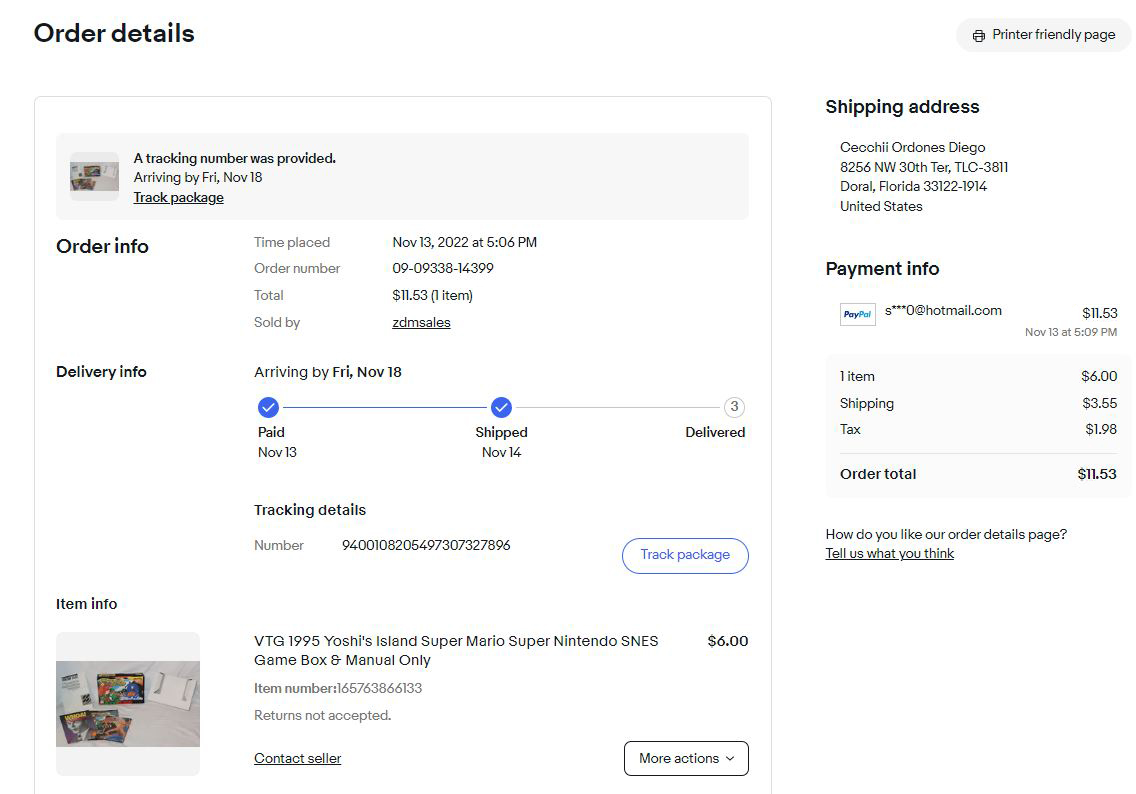 Order details
Printer friendly page
A tracking number was provided.
Arriving by Fri, Nov 18
Track package
Order info
Time placed Nov 13, 2022 at 5:06 PM
Order number 09-09338-14399
Total $11.53 (1 item)
Sold by zdmsales
Delivery info
Arriving by Fri, Nov 18
3
Paid Shipped Delivered
Nov 13 Nov 14
Tracking details
Number 9400108205497307327896
Track package
Item info
VTG 1995 Yoshi's Island Super Mario Super Nintendo SNES $6.00
Game Box & Manual Only
Item number:165763866133
Returns not accepted.
Contact seller
More actions
Shipping address
Cecchii Ordones Diego
8256 NW 30th Ter, TLC-3811
Doral, Florida 33122-1914
United States
Payment info
PayPal s***0@hotmail.com $11.53
Nov 13 at 5:09 PM
1 item $6.00
Shipping $3.55
Tax $1.98
Order total $11.53
How do you like our order details page?
Tell us what you think